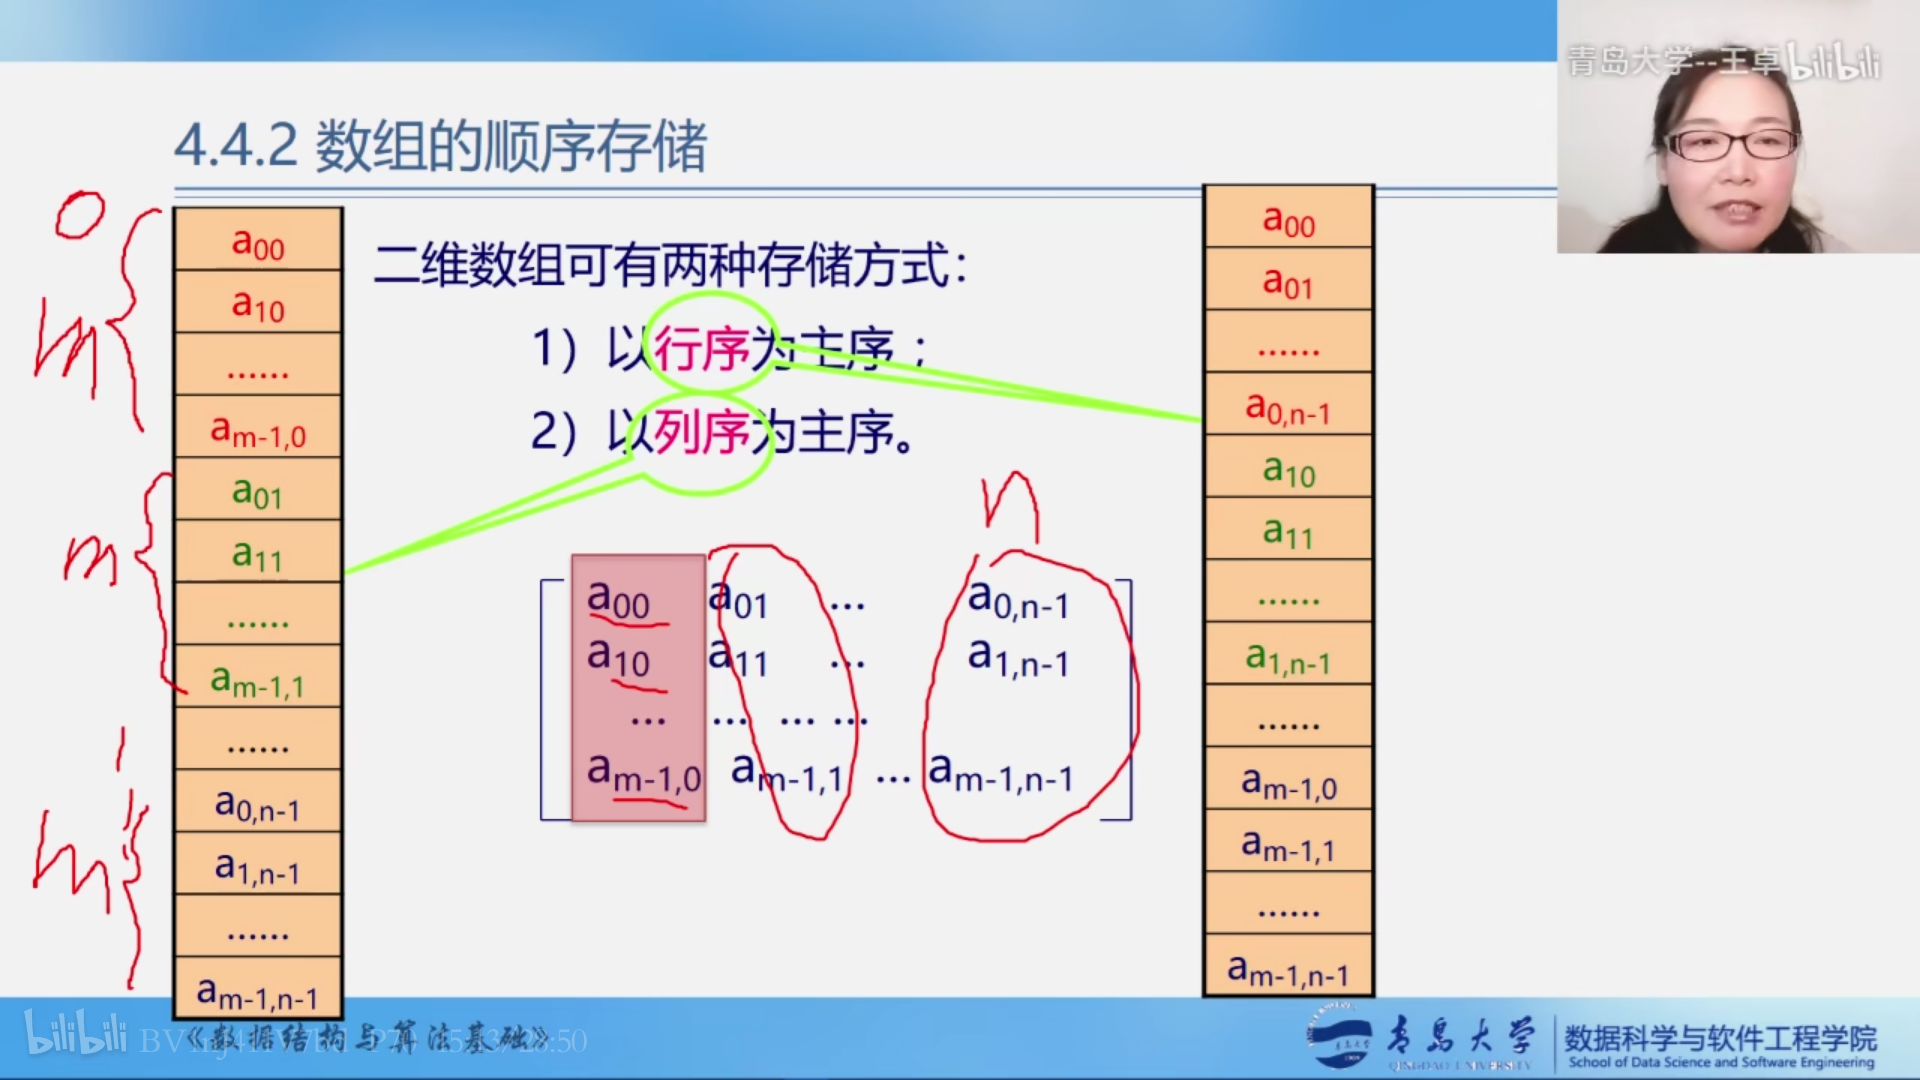 青岛大学--王卓 bilibili
4.4.2 数组的顺序存储
0
m
m
m
a00
a10
......
am-1,0
a01
a11
......
am-1,1
......
a0,n-1
a1,n-1
......
am-1,n-1
二维数组可有两种存储方式：
1）以行序为主序；
2）以列序为主序。
n
a00 a01 ... a0,n-1
a10 a11 ... a1,n-1
... ... ... ...
am-1,0 am-1,1 ... am-1,n-1
a00
a01
......
a0,n-1
a10
a11
......
a1,n-1
......
am-1,0
am-1,1
......
am-1,n-1
bilibili
《数据结构与算法基础》
青岛大学
QINGDAO UNIVERSITY
数据科学与软件工程学院
School of Data Science and Software Engineering